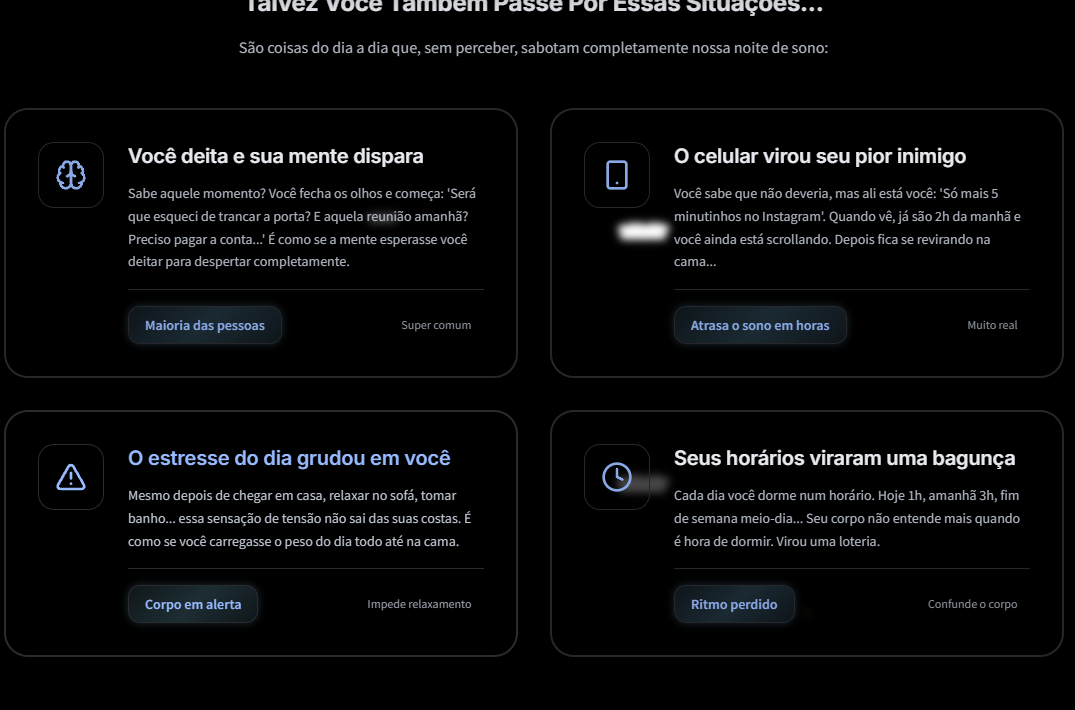 Talvez Você Também Passe Por Essas Situações...
São coisas do dia a dia que, sem perceber, sabotam completamente nossa noite de sono:
Você deita e sua mente dispara
Sabe aquele momento? Você fecha os olhos e começa: 'Será
que esqueci de trancar a porta? E aquela reunião amanhã?
Preciso pagar a conta...' É como se a mente esperasse você
deitar para despertar completamente.
Maioria das pessoas
Super comum
O celular virou seu pior inimigo
Você sabe que não deveria, mas ali está você: 'Só mais 5
minutinhos no Instagram'. Quando vê, já são 2h da manhã e
você ainda está scrollando. Depois fica se revirando na
cama...
Atrasa o sono em horas
Muito real
O estresse do dia grudou em você
Mesmo depois de chegar em casa, relaxar no sofá, tomar
banho... essa sensação de tensão não sai das suas costas. É
como se você carregasse o peso do dia todo até na cama.
Corpo em alerta
Impede relaxamento
Seus horários viraram uma bagunça
Cada dia você dorme num horário. Hoje 1h, amanhã 3h, fim
de semana meio-dia... Seu corpo não entende mais quando
é hora de dormir. Virou uma loteria.
Ritmo perdido
Confunde o corpo